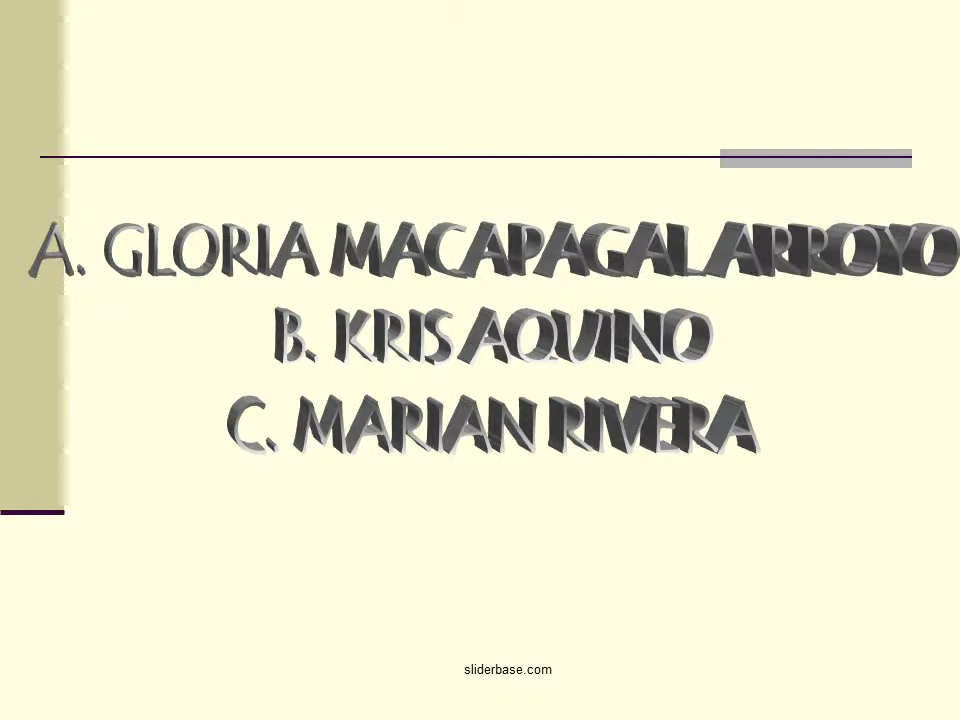 A. GLORIA MACAPAGAL ARROYO
B. KRIS AQUINO
C. MARIAN RIVERA
sliderbase.com